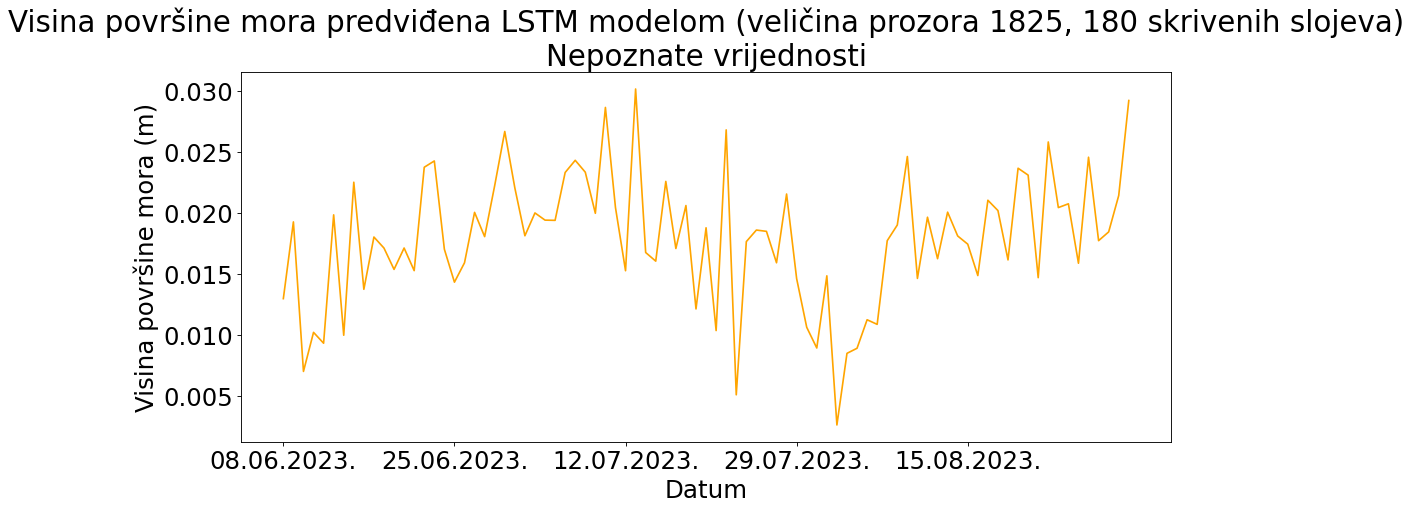 Visina površine mora predviđena LSTM modelom (veličina prozora 1825, 180 skrivenih slojeva)
Nepoznate vrijednosti
Visina površine mora (m)
0.030
0.025
0.020
0.015
0.010
0.005
08.06.2023. 25.06.2023. 12.07.2023. 29.07.2023. 15.08.2023.
Datum